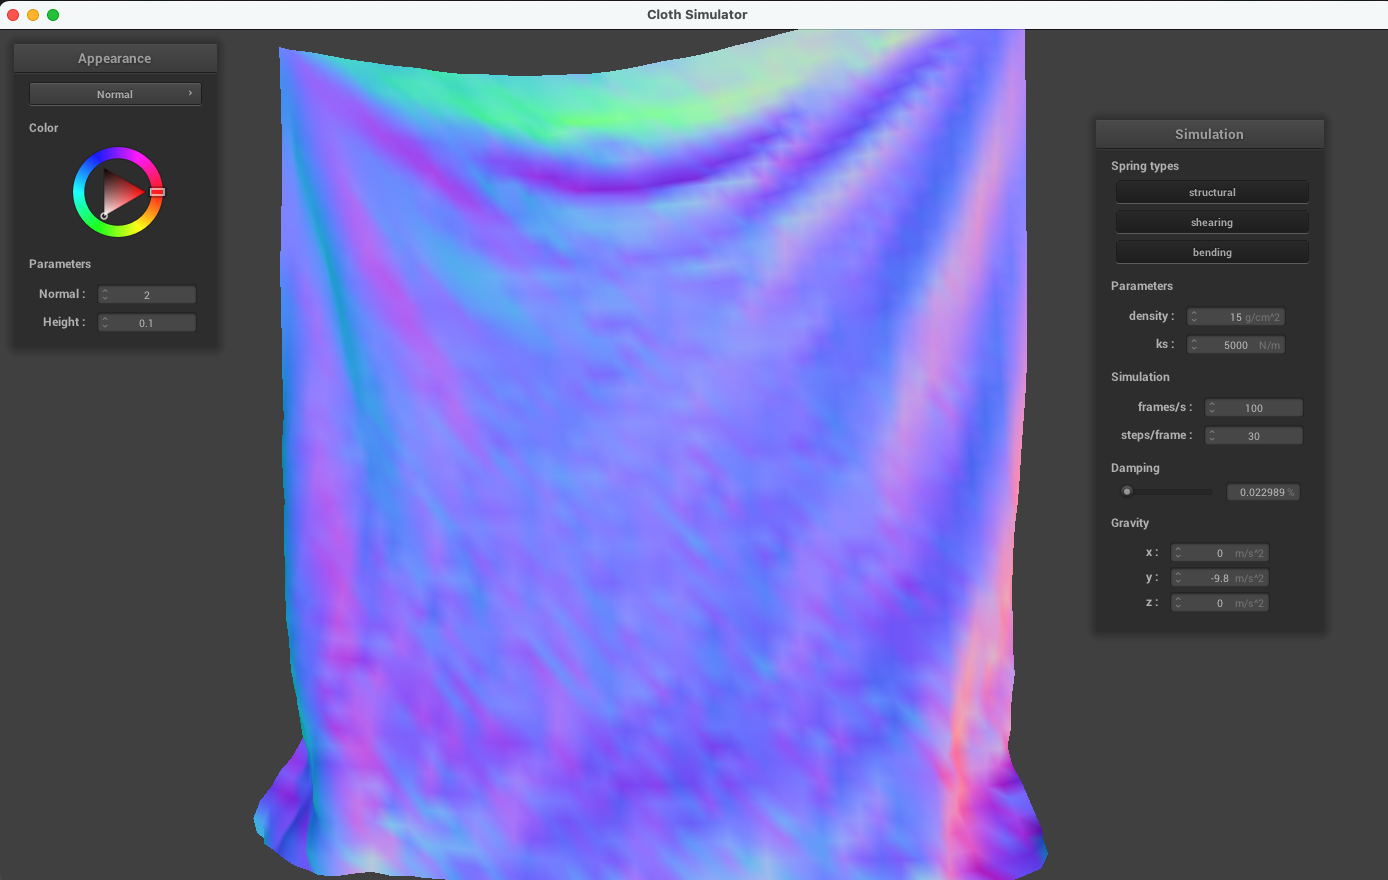 Cloth Simulator
Appearance
Normal
Color
Parameters
Normal : 2
Height : 0.1
Simulation
Spring types
structural
shearing
bending
Parameters
density : 15 g/cm^2
ks : 5000 N/m
Simulation
frames/s : 100
steps/frame : 30
Damping
0.022989 %
Gravity
x : 0 m/s^2
y : -9.8 m/s^2
z : 0 m/s^2